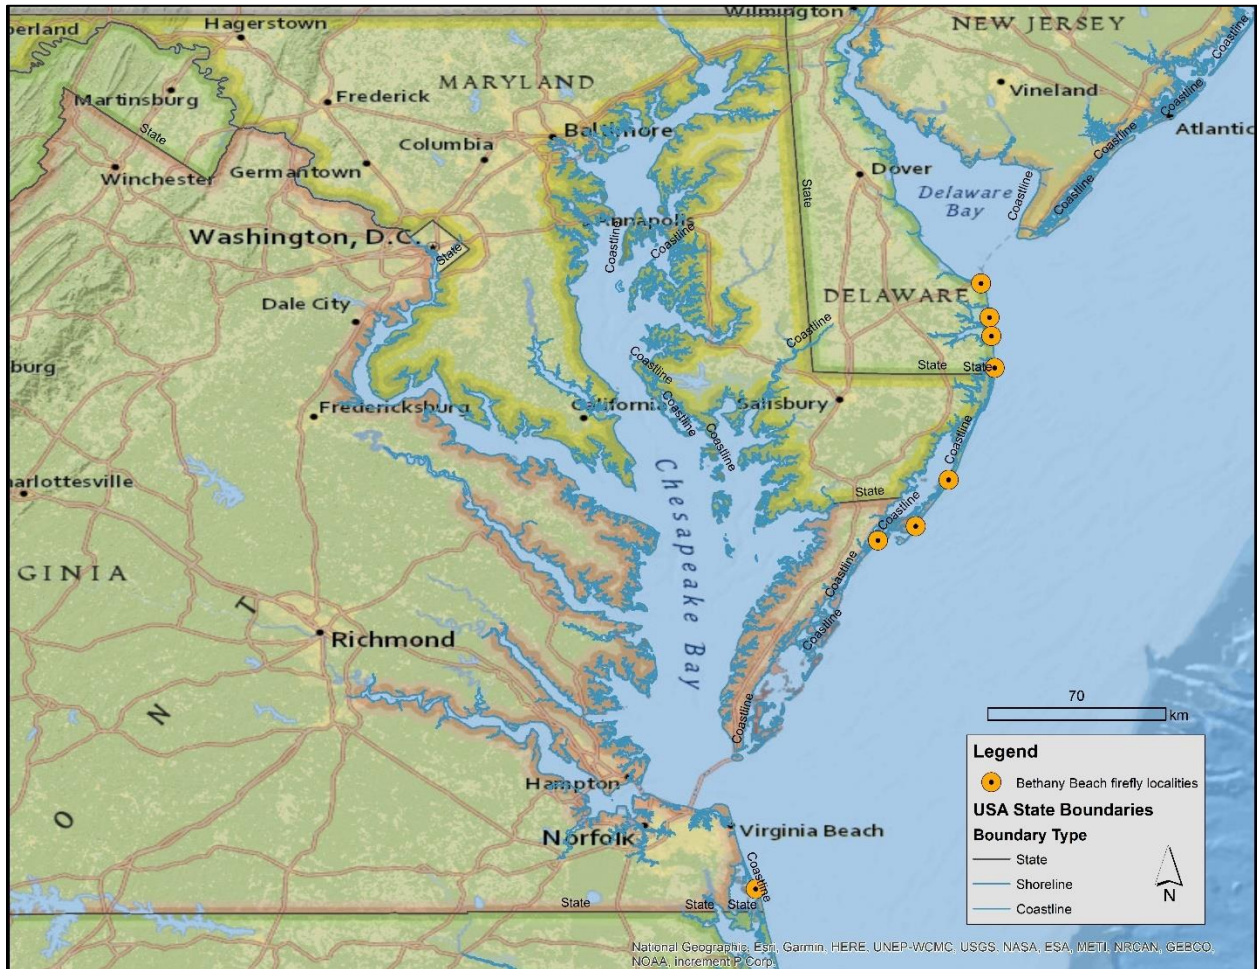 Wilmington
NEW JERSEY
Coastline
perland
Hagerstown
MARYLAND
Vineland
Coastline
Martinsburg
Frederick
Atlantic
State
Baltimore
Coastline
Columbia
Winchester
Germantown
Dover
Delaware
Bay
Coastline
Coastline
State
Annapolis
Coastline
Coastline
Washington, D.C.
State
Dale City
DELAWARE
Coastline
burg
Coastline
State
State
Fredericksburg
California
Coastline
Salisbury
Coastline
Coastline
harlottesville
State
Coastline
Chesapeake Bay
GINIA
Coastline
T
Coastline
Richmond
N
Coastline
O
70
km
Hampton
Norfolk
Virginia Beach
Coastline
State
State
State
Legend
Bethany Beach firefly localities
USA State Boundaries
Boundary Type
State
Shoreline
Coastline
N
National Geographic, Esri, Garmin, HERE, UNEP-WCMC, USGS, NASA, ESA, METI, NRCAN, GEBCO,
NOAA, increment P Corp.